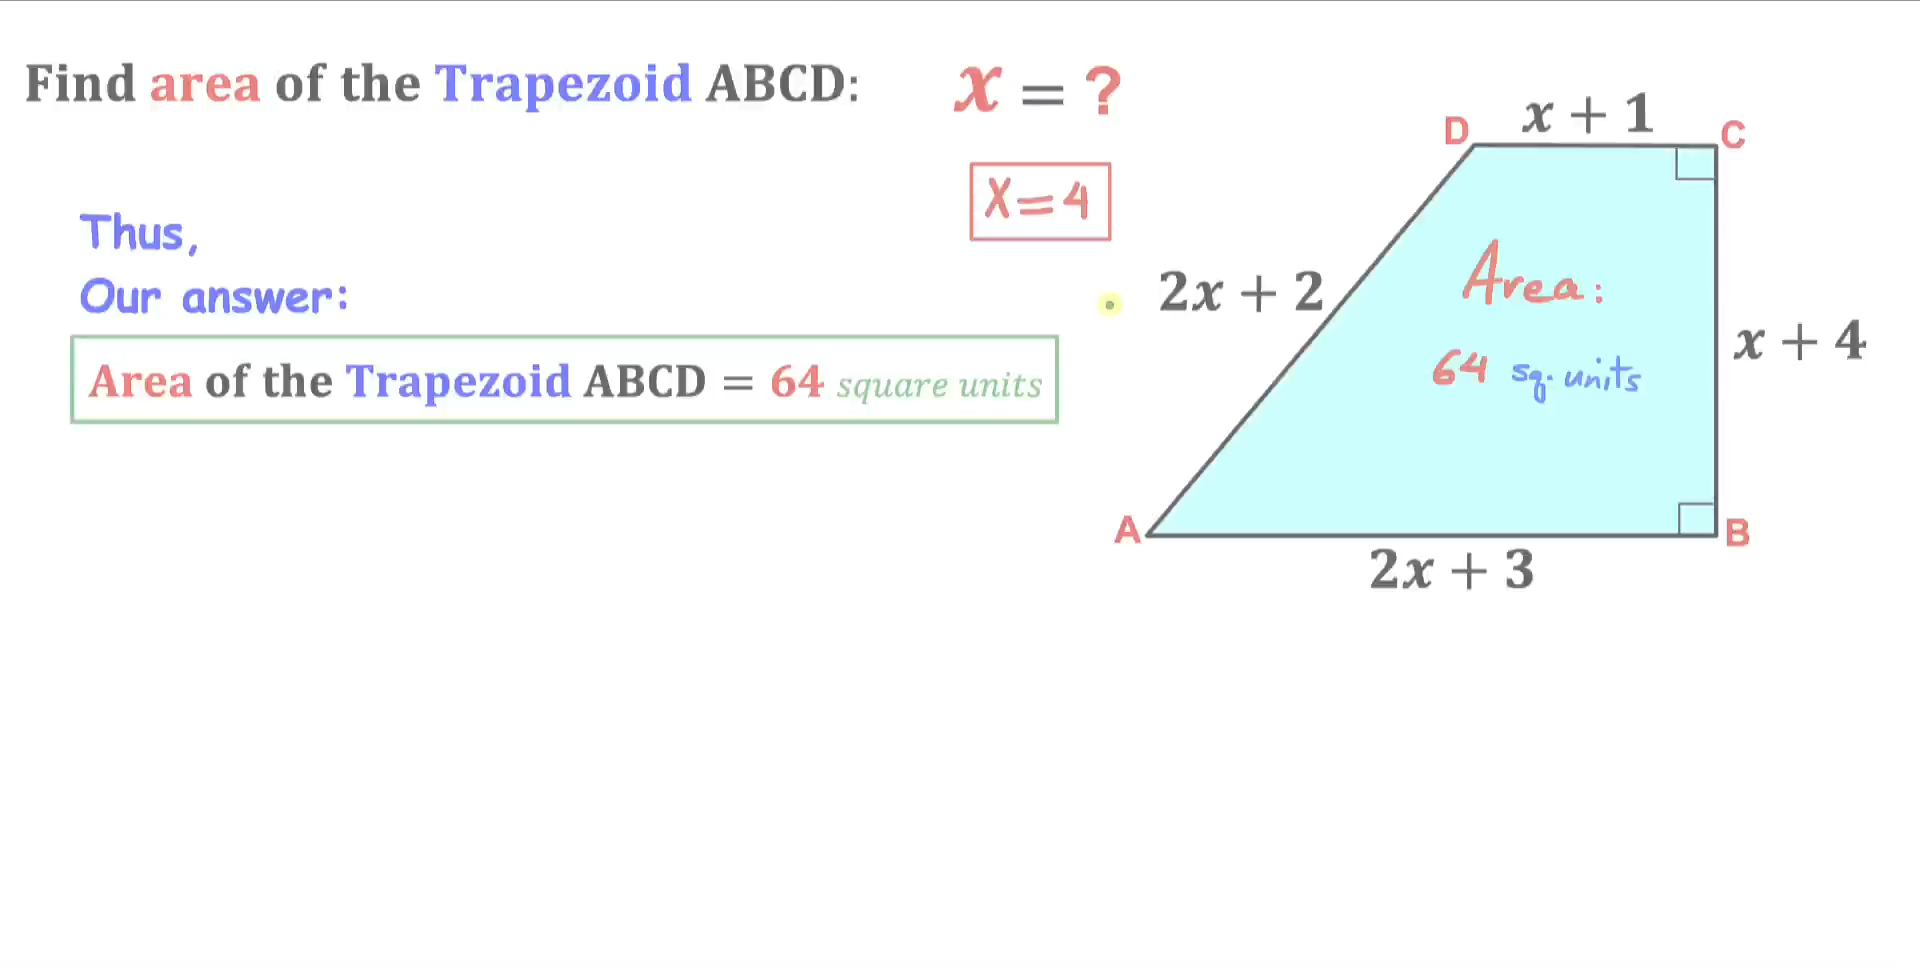 Find area of the Trapezoid ABCD:
x = ?
X=4
Thus,
Our answer:
Area of the Trapezoid ABCD = 64 square units
D
x + 1
C
2x + 2
Area:
64 sq. units
x + 4
A
B
2x + 3